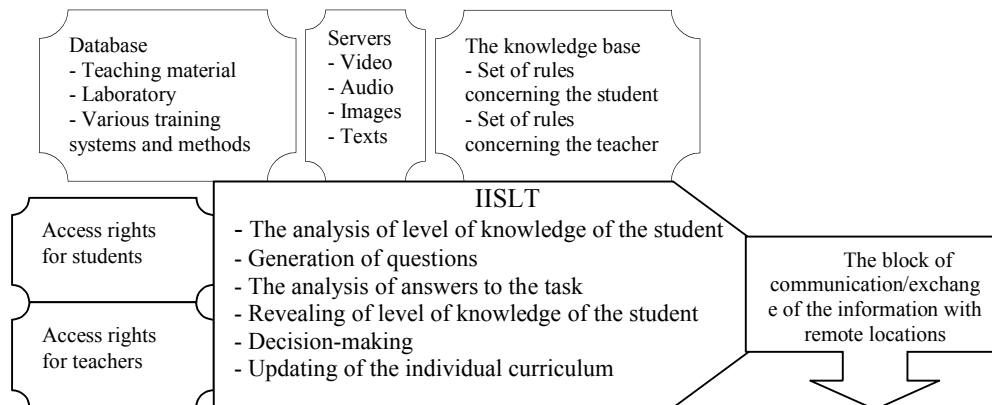 Database
- Teaching material
- Laboratory
- Various training
systems and methods
Servers
- Video
- Audio
- Images
- Texts
The knowledge base
- Set of rules
concerning the student
- Set of rules
concerning the teacher
Access rights
for students
Access rights
for teachers
IISLT
- The analysis of level of knowledge of the student
- Generation of questions
- The analysis of answers to the task
- Revealing of level of knowledge of the student
- Decision-making
- Updating of the individual curriculum
The block of
communication/exchang
e of the information with
remote locations